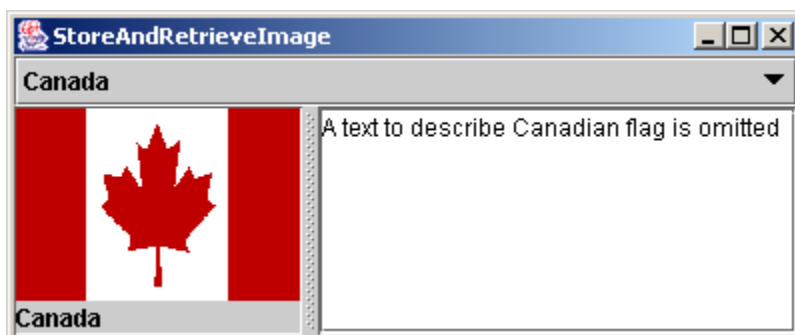 StoreAndRetrieveImage
Canada
A text to describe Canadian flag is omitted
Canada